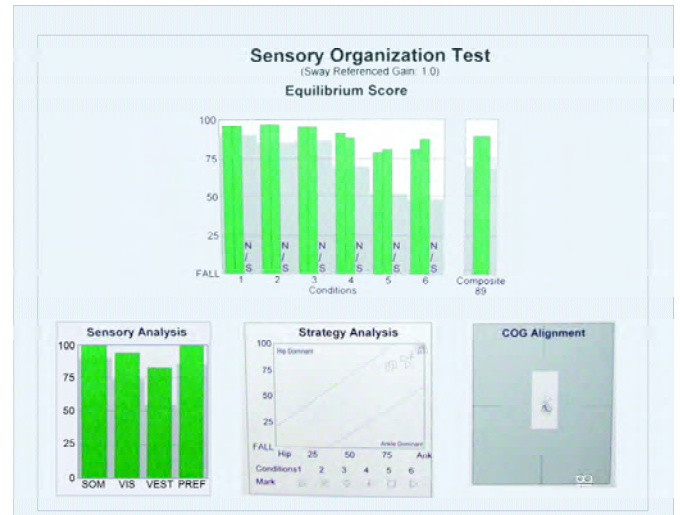 Sensory Organization Test
(Sway Referenced Gain: 1.0)
Equilibrium Score
100
75
50
25
FALL
N/S N/S N/S N/S N/S N/S
1 2 3 4 5 6
Conditions
Composite
89
Sensory Analysis
100
75
50
25
0
SOM VIS VEST PREF
Strategy Analysis
100
Hip Dominant
75
50
25
Ankle Dominant
FALL
Hip 25 50 75 Ank
Conditions1 2 3 4 5 6
Mark
COG Alignment